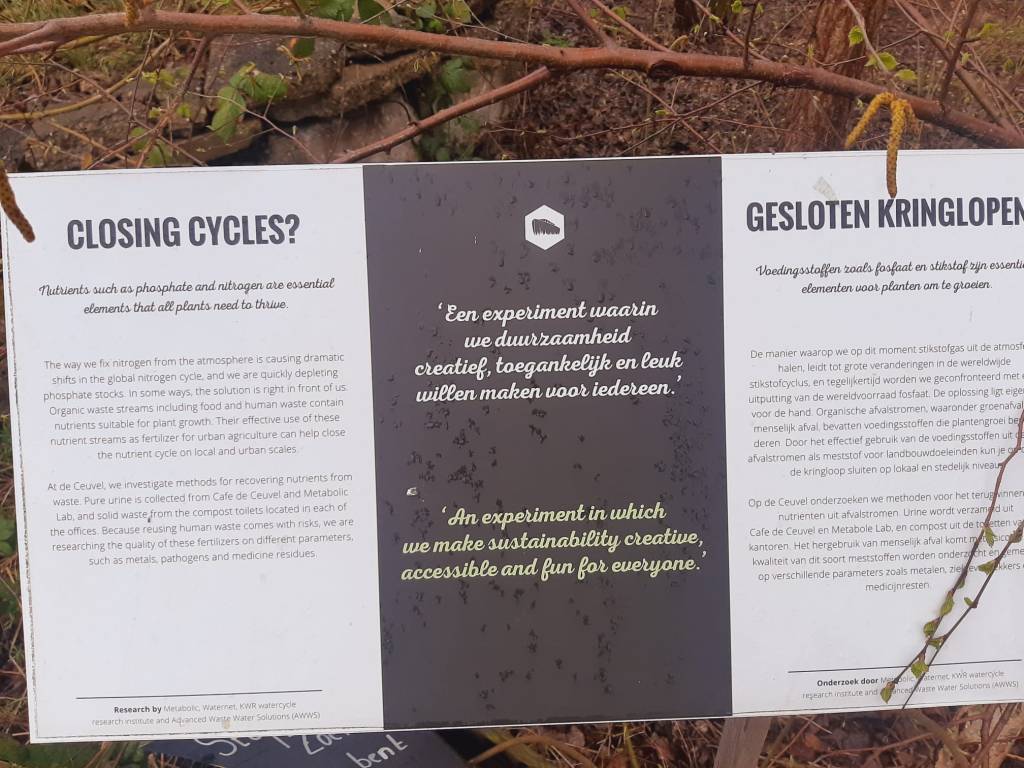 CLOSING CYCLES?
Nutrients such as phosphate and nitrogen are essential
elements that all plants need to thrive.
The way we fix nitrogen from the atmosphere is causing dramatic
shifts in the global nitrogen cycle, and we are quickly depleting
phosphate stocks. In some ways, the solution is right in front of us.
Organic waste streams including food and human waste contain
nutrients suitable for plant growth. Their effective use of these
nutrient streams as fertilizer for urban agriculture can help close
the nutrient cycle on local and urban scales.
At de Ceuvel, we investigate methods for recovering nutrients from
waste. Pure urine is collected from Cafe de Ceuvel and Metabolic
Lab, and solid waste from the compost toilets located in each of
the offices. Because reusing human waste comes with risks, we are
researching the quality of these fertilizers on different parameters,
such as metals, pathogens and medicine residues.
Research by Metabolic, Waternet, KWR watercycle
research institute and Advanced Waste Water Solutions (AWWS)
'Een experiment waarin
we duurzaamheid
creatief, toegankelijk en leuk
willen maken voor iedereen.'
'An experiment in which
we make sustainability creative,
accessible and fun for everyone.'
GESLOTEN KRINGLOPEN
Voedingsstoffen zoals fosfaat en stikstof zijn
elementen voor planten om te groeien.
De manier waarop we op dit moment stikstofgas uit de
halen, leidt tot grote veranderingen in de wereldwijde
stikstofcyclus, en tegelijkertijd worden we geconfronteerd met
uitputting van de wereldvoorraad fosfaat. De oplossing ligt
voor de hand. Organische afvalstromen, waaronder
menselijk afval, bevatten voedingsstoffen die plantengroei
deren. Door het effectief gebruik van de voedingsstoffen uit
afvalstromen als meststof voor landbouwdoeleinden kun je
de kringloop sluiten op lokaal en stedelijk niveau.
Op de Ceuvel onderzoeken we methoden voor het terugwinnen
nutriënten uit afvalstromen. Urine wordt verzameld uit
Cafe de Ceuvel en Metabole Lab, en compost uit de toiletten
kantoren. Het hergebruik van menselijk afval komt
kwaliteit van dit soort meststoffen worden onderzocht en
op verschillende parameters zoals metalen,
medicijnresten.
Onderzoek door Metabolic, Waternet, KWR watercycle
research institute and Advanced Waste Water Solutions (AWWS)
bent